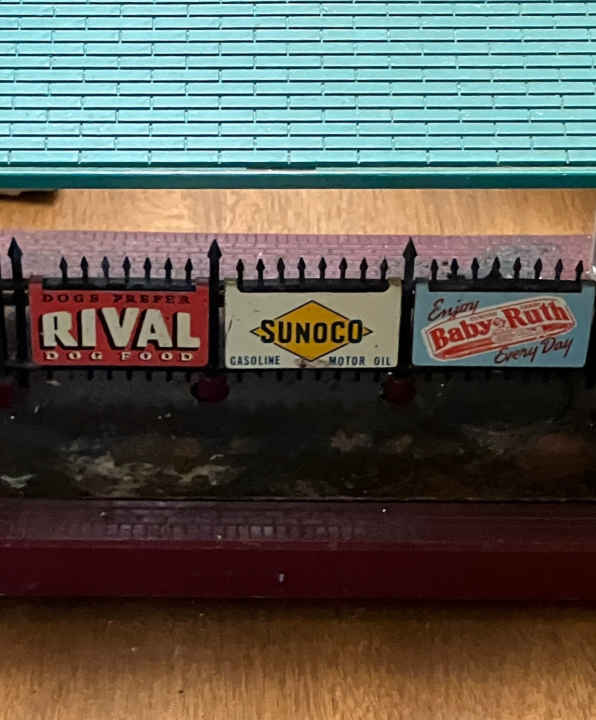 DOGS PREFER
RIVAL
DOG FOOD
SUNOCO
GASOLINE MOTOR OIL
Enjoy
Baby Ruth
Every Day